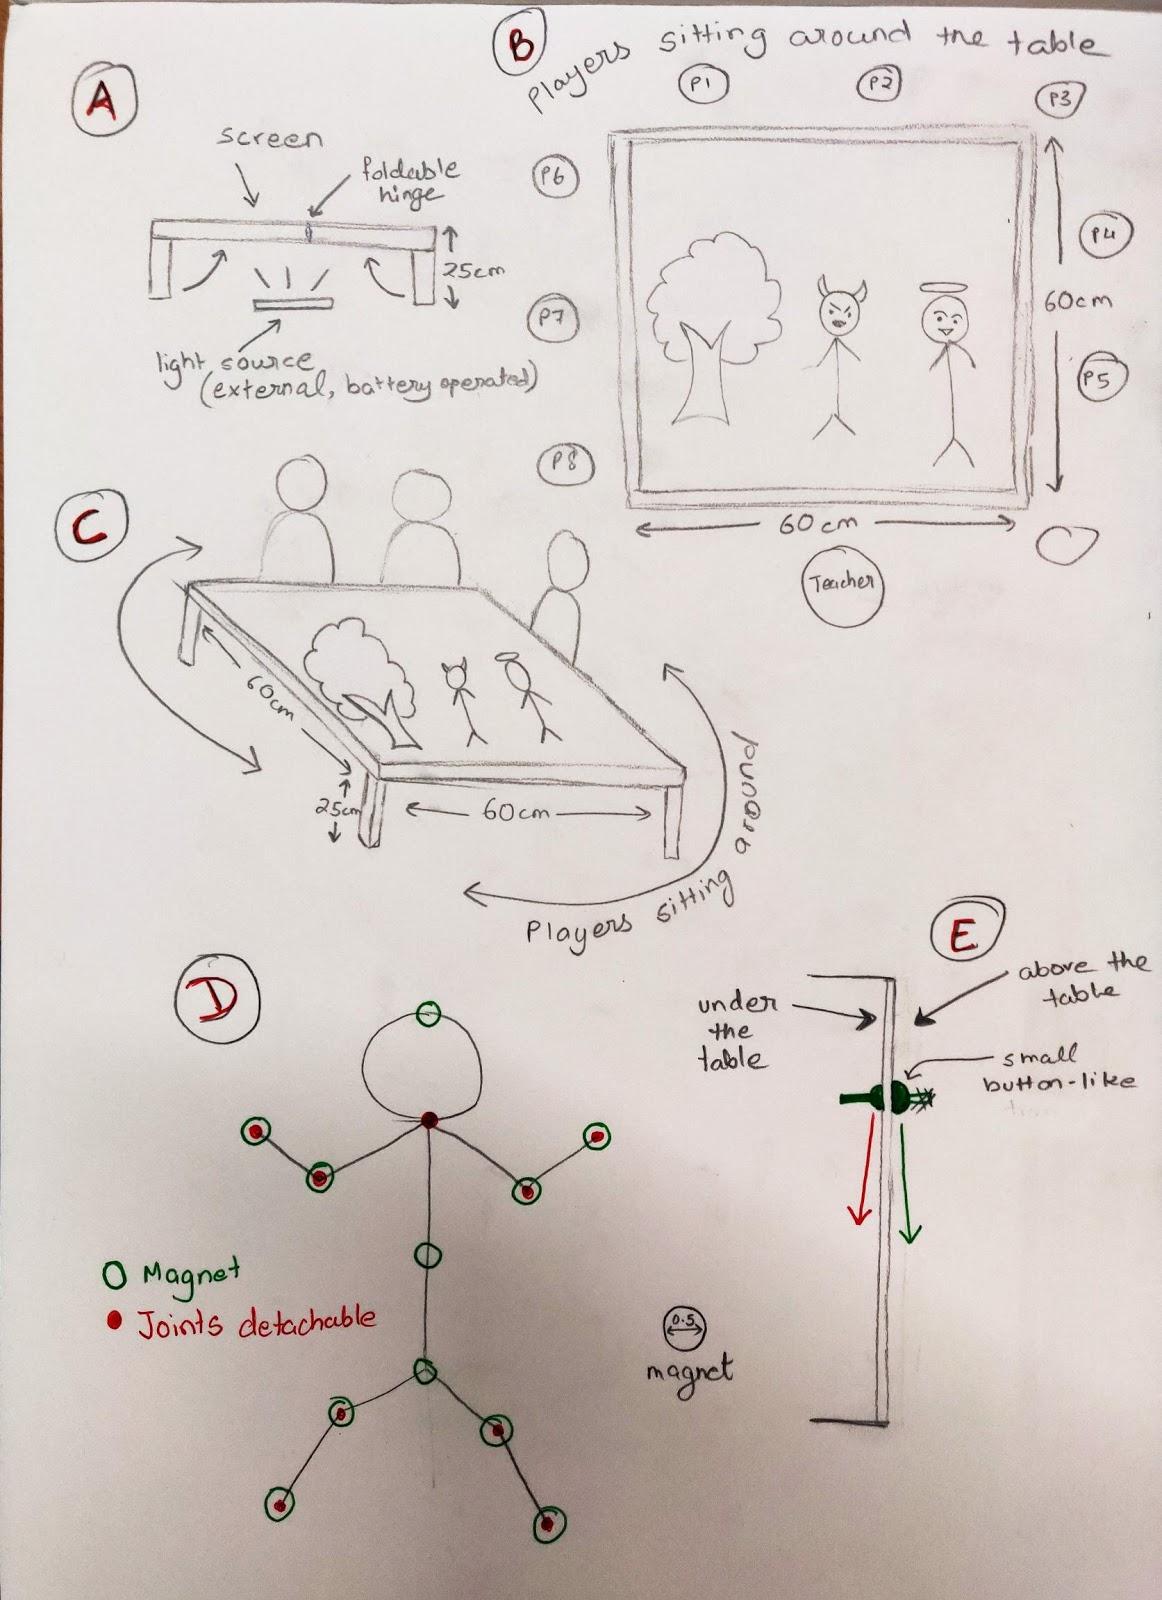 A
screen
foldable
hinge
25cm
light source
(external, battery operated)
B
Players sitting around the table
P1
P2
P3
P6
P4
P7
60cm
P5
P8
60cm
Teacher
C
60cm
25cm
60cm
Players sitting around
D
Magnet
Joints detachable
E
above the
table
under
the
table
small
button-like
0.5
magnet